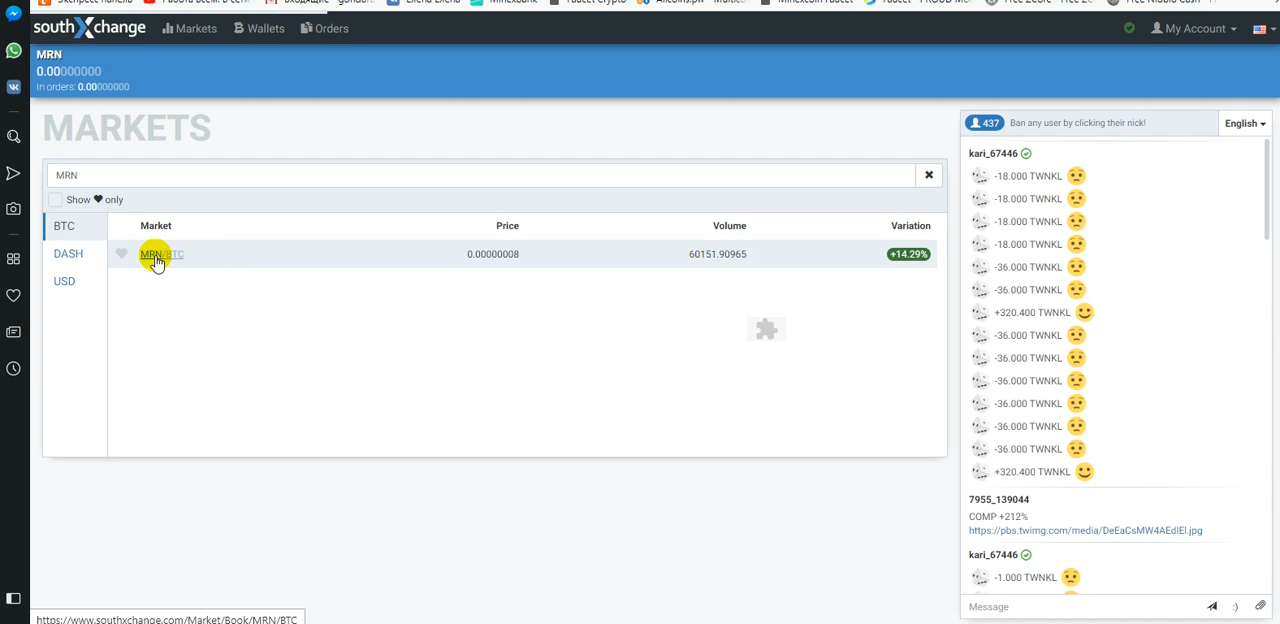 southXchange Markets Wallets Orders My Account
MRN
0.00000000
In orders: 0.00000000
MARKETS
MRN
Show only
BTC
DASH
USD
Market Price Volume Variation
MRN/BTC 0.00000008 60151.90965 +14.29%
437 Ban any user by clicking their nick! English
kari_67446
-18.000 TWNKL
-18.000 TWNKL
-18.000 TWNKL
-18.000 TWNKL
-36.000 TWNKL
-36.000 TWNKL
+320.400 TWNKL
-36.000 TWNKL
-36.000 TWNKL
-36.000 TWNKL
-36.000 TWNKL
-36.000 TWNKL
-36.000 TWNKL
+320.400 TWNKL
7955_139044
COMP +212%
https://pbs.twimg.com/media/DeEaCsMW4AEdlEl.jpg
kari_67446
-1.000 TWNKL
Message :)
https://www.southxchange.com/Market/Book/MRN/BTC